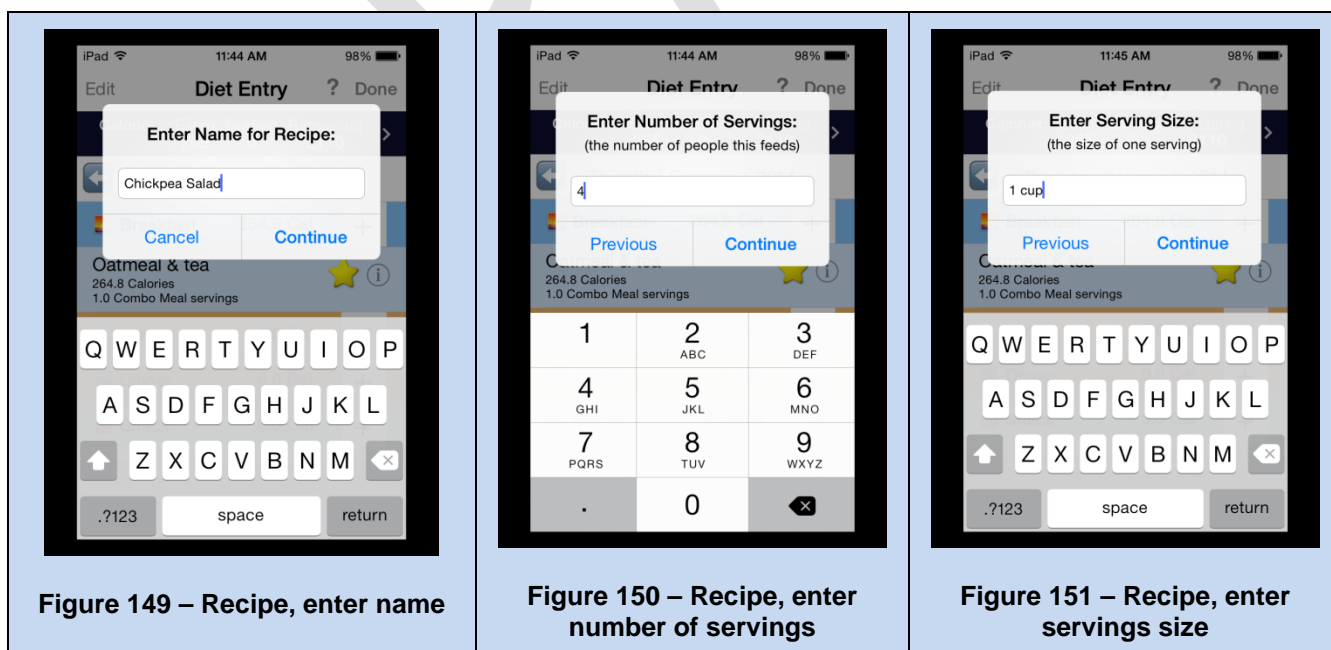 iPad 11:44 AM 98%
Edit Diet Entry ? Done
Enter Name for Recipe:
Chickpea Salad
Cancel Continue
Oatmeal & tea
264.8 Calories
1.0 Combo Meal servings
Q W E R T Y U I O P
A S D F G H J K L
Z X C V B N M
.?123 space return
Figure 149 – Recipe, enter name
iPad 11:44 AM 98%
Edit Diet Entry ? Done
Enter Number of Servings:
(the number of people this feeds)
4
Previous Continue
Oatmeal & tea
264.8 Calories
1.0 Combo Meal servings
1 2 3
ABC DEF
4 5 6
GHI JKL MNO
7 8 9
PQRS TUV WXYZ
. 0
Figure 150 – Recipe, enter
number of servings
iPad 11:45 AM 98%
Edit Diet Entry ? Done
Enter Serving Size:
(the size of one serving)
1 cup
Previous Continue
Oatmeal & tea
264.8 Calories
1.0 Combo Meal servings
Q W E R T Y U I O P
A S D F G H J K L
Z X C V B N M
.?123 space return
Figure 151 – Recipe, enter
servings size